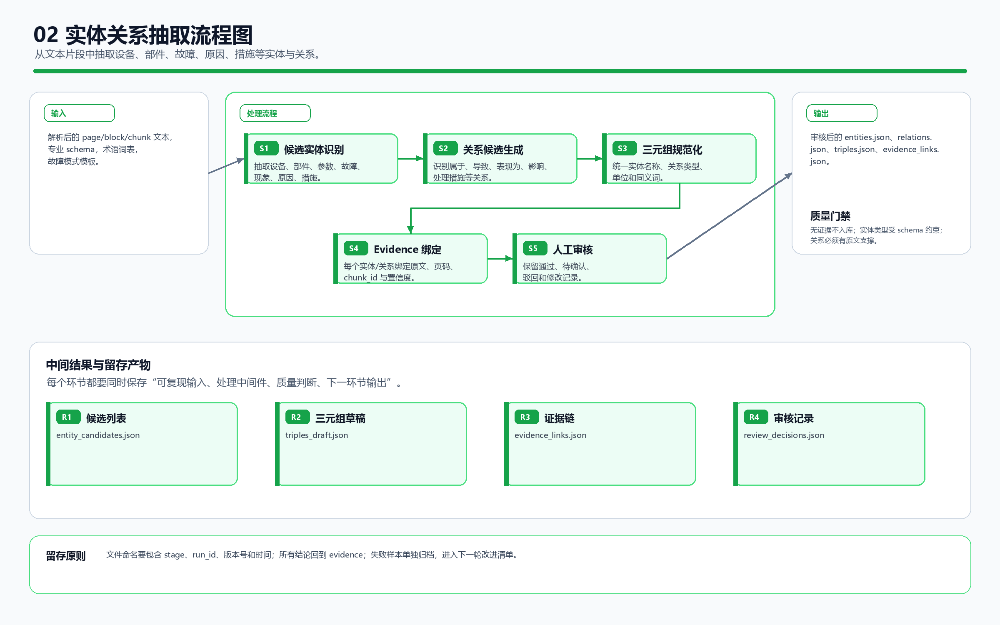 02 实体关系抽取流程图
从文本片段中抽取设备、部件、故障、原因、措施等实体与关系。
输入
解析后的 page/block/chunk 文本，
专业 schema，术语词表，
故障模式模板。
处理流程
S1 候选实体识别
抽取设备、部件、参数、故障、
现象、原因、措施。
S2 关系候选生成
识别属于、导致、表现为、影响、
处理措施等关系。
S3 三元组规范化
统一实体名称、关系类型、
单位和同义词。
S4 Evidence 绑定
每个实体/关系绑定原文、页码、
chunk_id 与置信度。
S5 人工审核
保留通过、待确认、
驳回和修改记录。
输出
审核后的 entities.json、relations.
json、triples.json、evidence_links.
json。
质量门禁
无证据不入库；实体类型受 schema 约束；
关系必须有原文支撑。
中间结果与留存产物
每个环节都要同时保存“可复现输入、处理中间件、质量判断、下一环节输出”。
R1 候选列表
entity_candidates.json
R2 三元组草稿
triples_draft.json
R3 证据链
evidence_links.json
R4 审核记录
review_decisions.json
留存原则
文件命名要包含 stage、run_id、版本号和时间；所有结论回到 evidence；失败样本单独归档，进入下一轮改进清单。